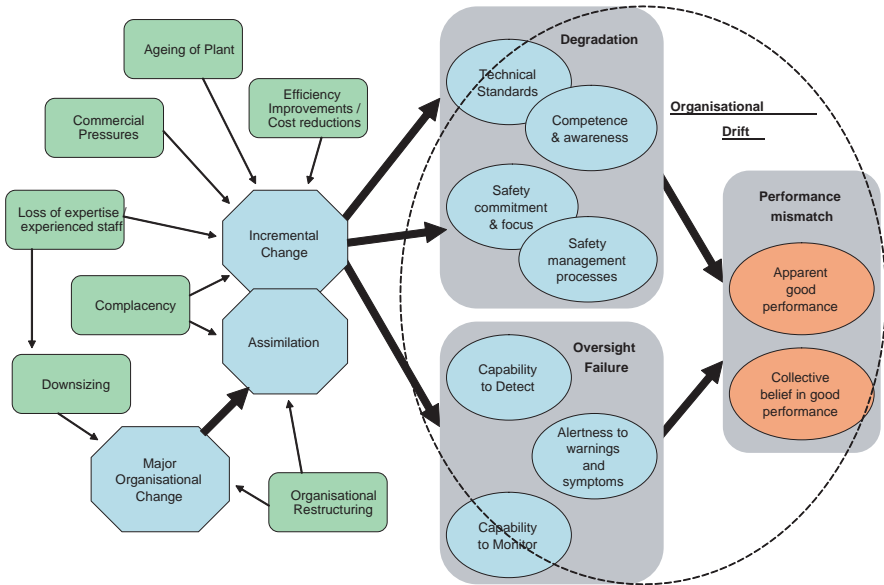 Ageing of Plant
Efficiency
Improvements /
Cost reductions
Commercial
Pressures
Loss of expertise /
experienced staff
Complacency
Downsizing
Incremental
Change
Assimilation
Major
Organisational
Change
Organisational
Restructuring
Degradation
Technical
Standards
Competence
& awareness
Safety
commitment
& focus
Safety
management
processes
Oversight
Failure
Capability
to Detect
Alertness to
warnings
and
symptoms
Capability
to Monitor
Organisational
Drift
Performance
mismatch
Apparent
good
performance
Collective
belief in good
performance